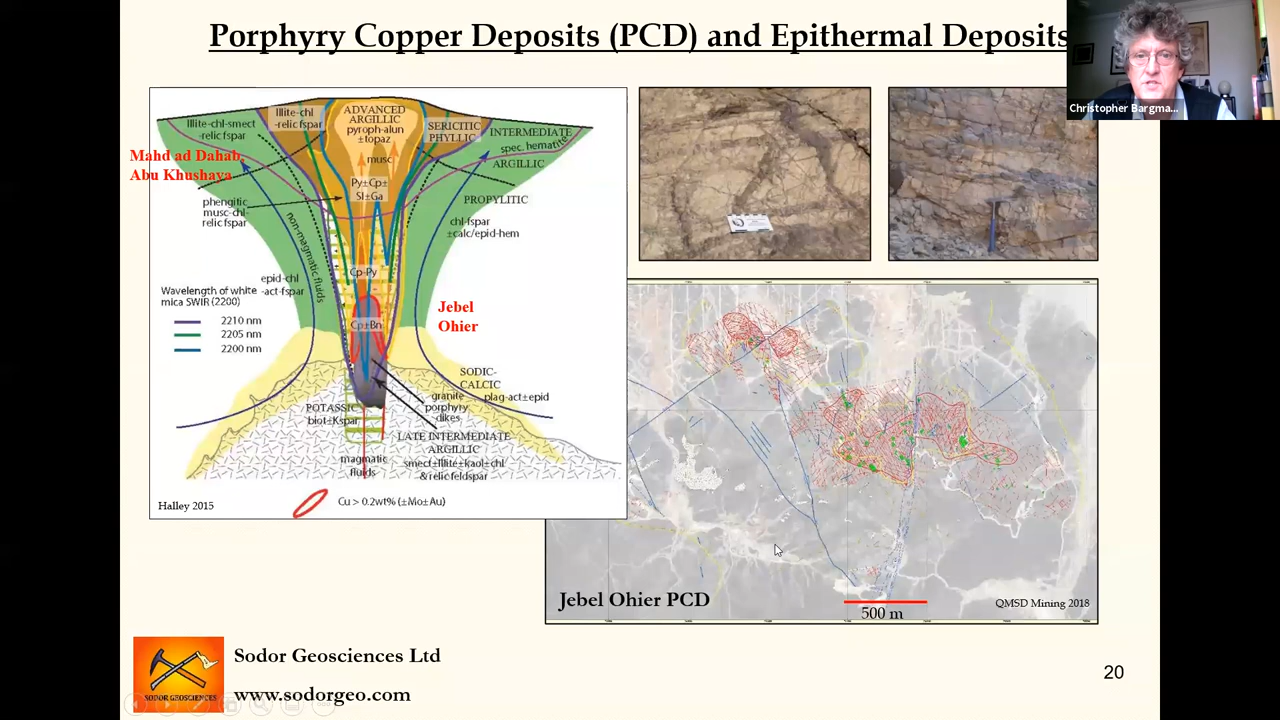 Porphyry Copper Deposits (PCD) and Epithermal Deposits
Christopher Bargma...
Illite-chl-smect
-relic fspar
Illite-chl
-relic fspar
ADVANCED
ARGILLIC
pyroph-alun
±topaz
SERICITIC
PHYLLIC
INTERMEDIATE
spec. hematite
ARGILLIC
Mahd ad Dahab,
Abu Khushaya
musc
Py±Cp±
Sl±Ga
phengitic
musc-chl-
relic fspar
PROPYLITIC
chl-fspar
±calc/epid-hem
non-magmatic fluids
epid-chl
-act-fspar
Cp-Py
Wavelength of white
mica SWIR (2200)
2210 nm
2205 nm
2200 nm
Cp±Bn
Jebel
Ohier
SODIC-
CALCIC
plag-act±epid
granite
porphyry
dikes
POTASSIC
biot±Kspar
LATE INTERMEDIATE
ARGILLIC
smect±illite±kaol±chl
& relic feldspar
magmatic
fluids
Cu > 0.2wt% (±Mo±Au)
Halley 2015
Jebel Ohier PCD
500 m
QMSD Mining 2018
SODOR GEOSCIENCES
Sodor Geosciences Ltd
www.sodorgeo.com
20